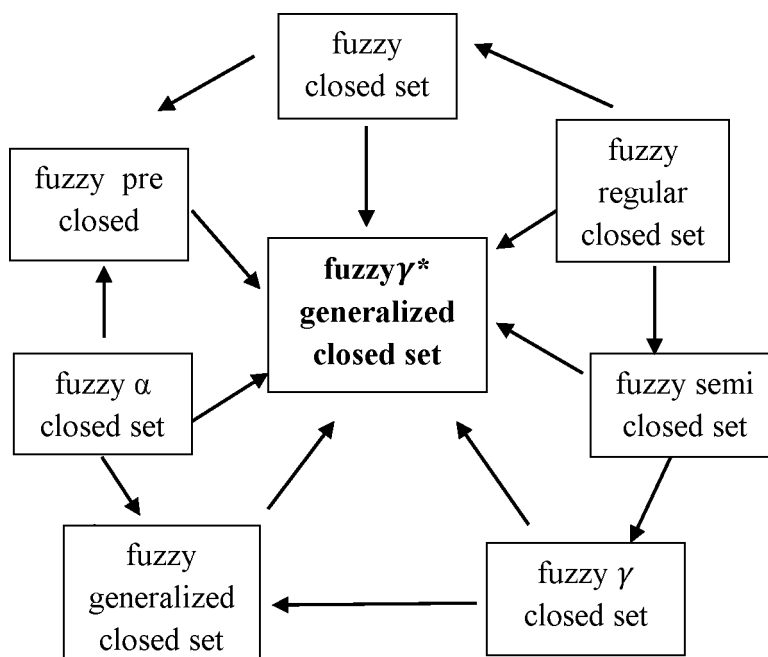 fuzzy
closed set
fuzzy pre
closed
fuzzy
regular
closed set
fuzzyγ*
generalized
closed set
fuzzy α
closed set
fuzzy semi
closed set
fuzzy
generalized
closed set
fuzzy γ
closed set